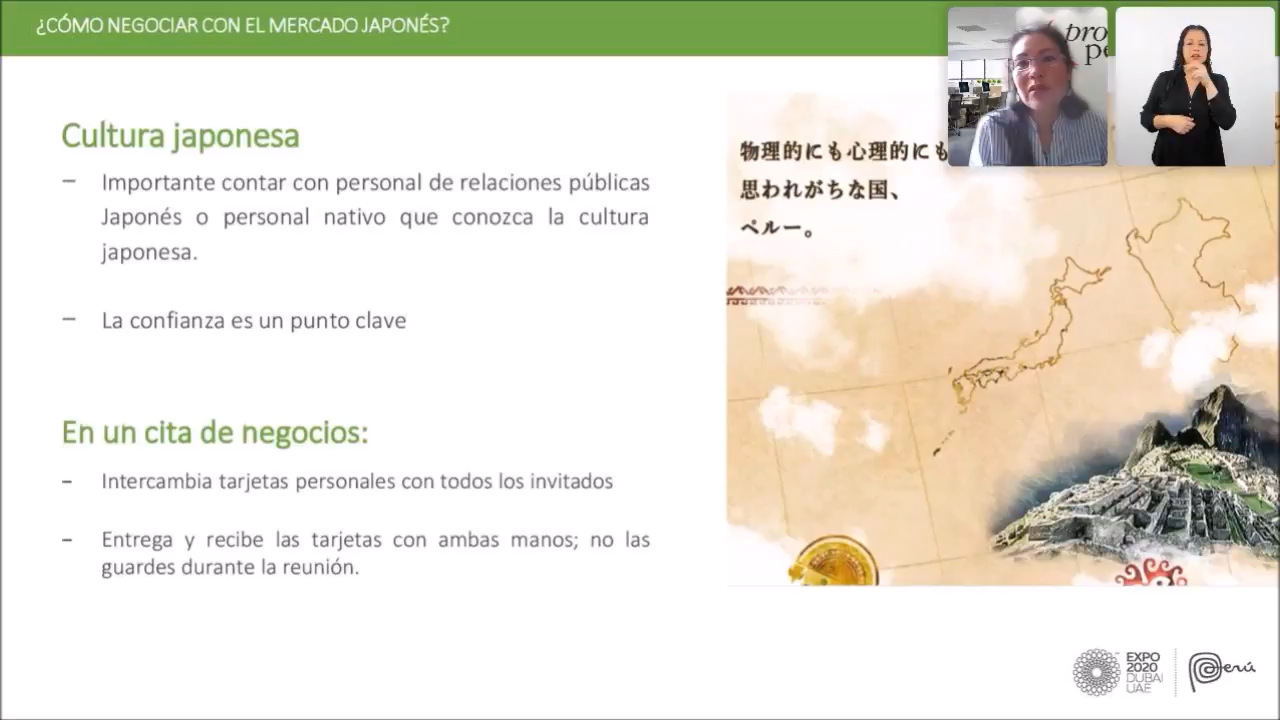 ¿CÓMO NEGOCIAR CON EL MERCADO JAPONÉS?
Cultura japonesa
– Importante contar con personal de relaciones públicas
Japonés o personal nativo que conozca la cultura
japonesa.
– La confianza es un punto clave
En un cita de negocios:
- Intercambia tarjetas personales con todos los invitados
- Entrega y recibe las tarjetas con ambas manos; no las
guardes durante la reunión.
物理的にも心理的にも
思われがちな国、
ペルー。
EXPO
2020
DUBAI
UAE
Perú